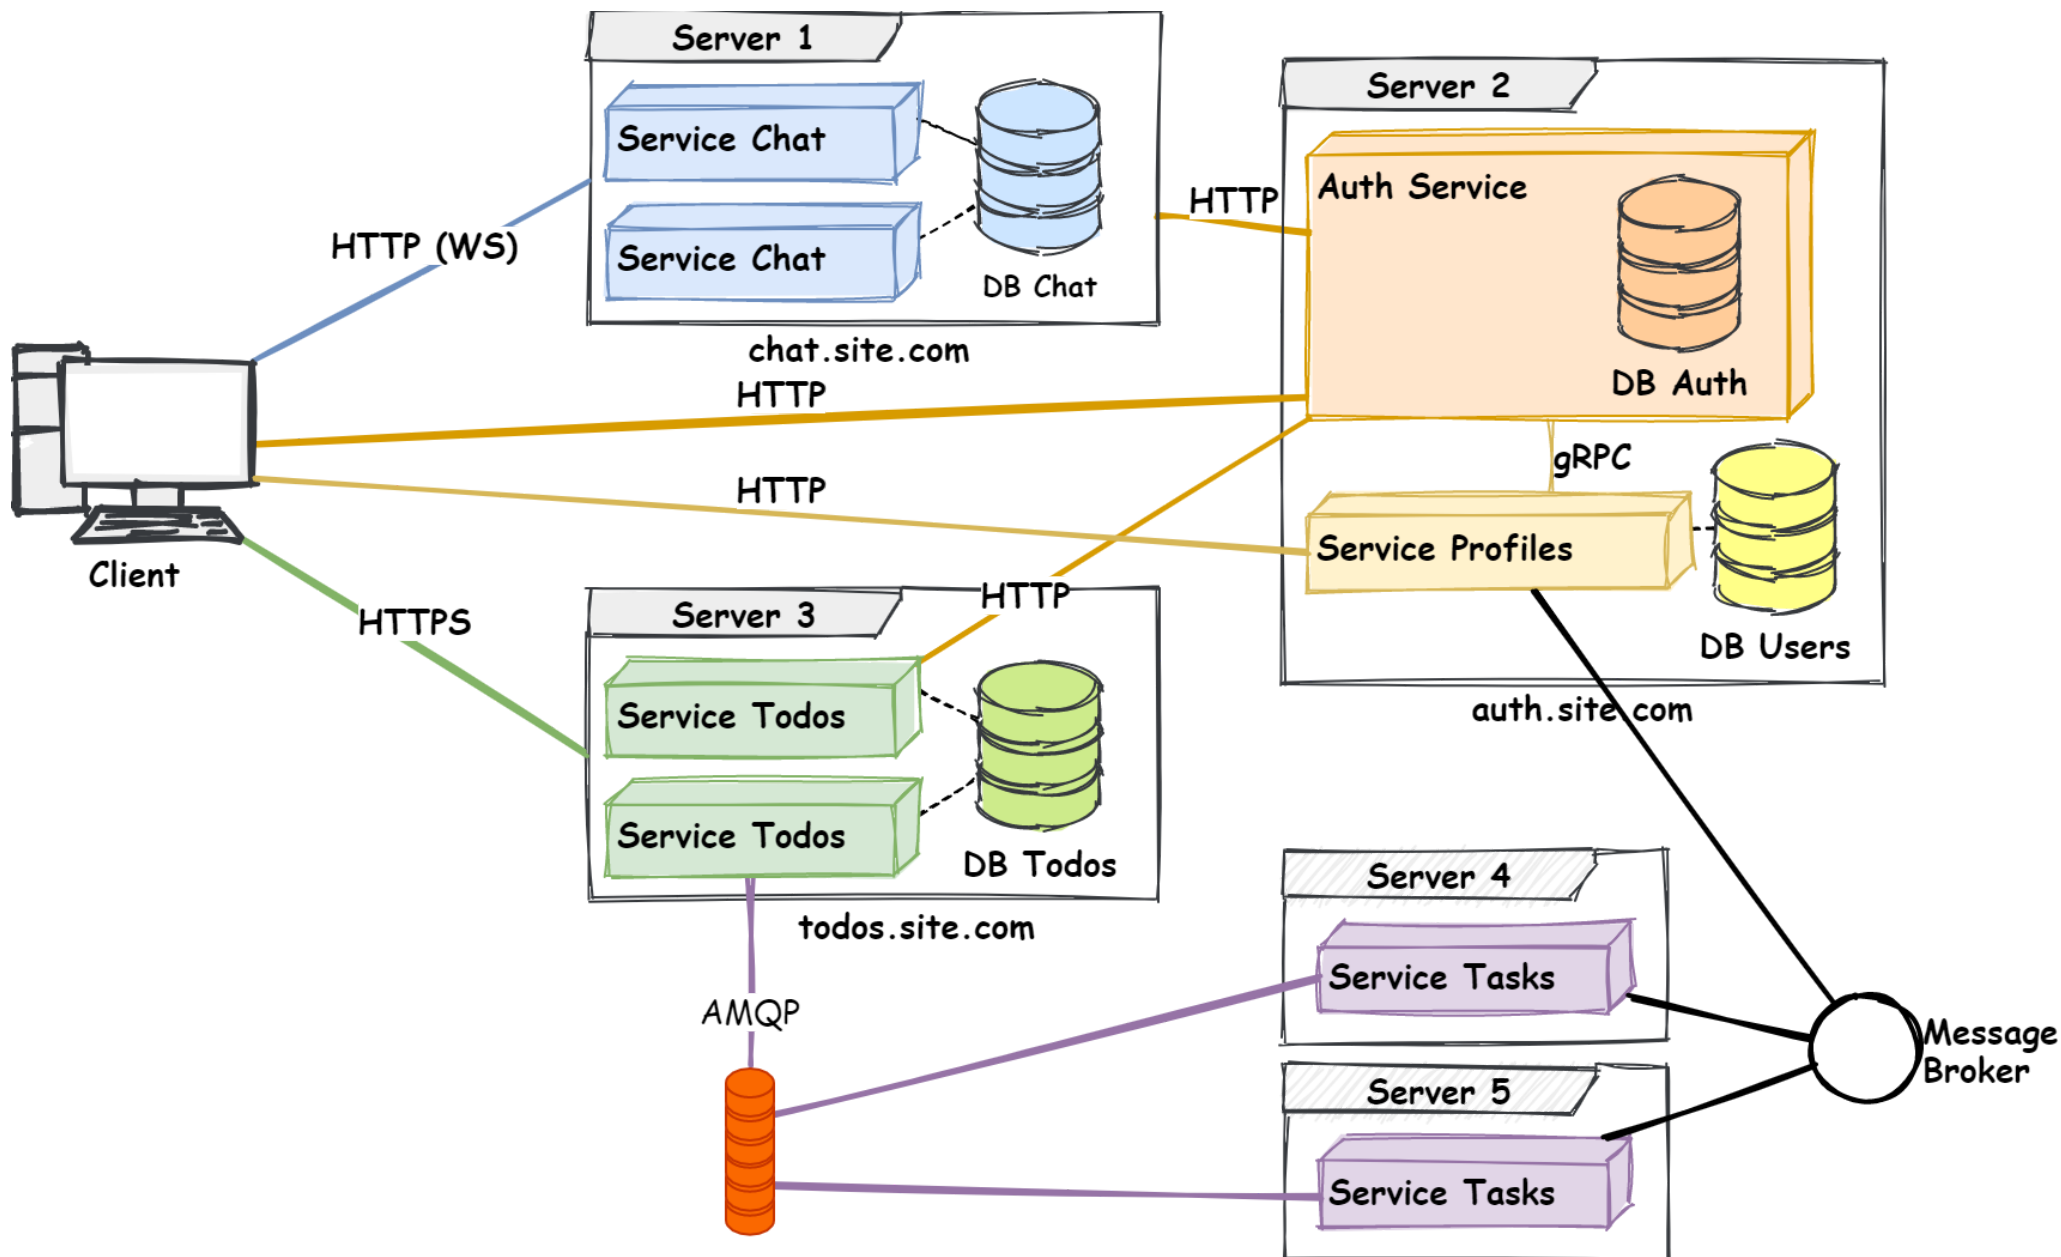 Server 1
Service Chat
Service Chat
DB Chat
chat.site.com
Server 2
Auth Service
DB Auth
gRPC
Service Profiles
DB Users
auth.site.com
HTTP
HTTP (WS)
HTTP
HTTP
HTTP
HTTPS
Client
Server 3
Service Todos
Service Todos
DB Todos
todos.site.com
AMQP
Server 4
Service Tasks
Server 5
Service Tasks
Message
Broker